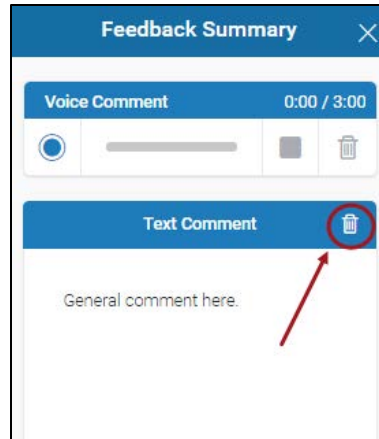 Feedback Summary
Voice Comment 0:00 / 3:00
Text Comment
General comment here.